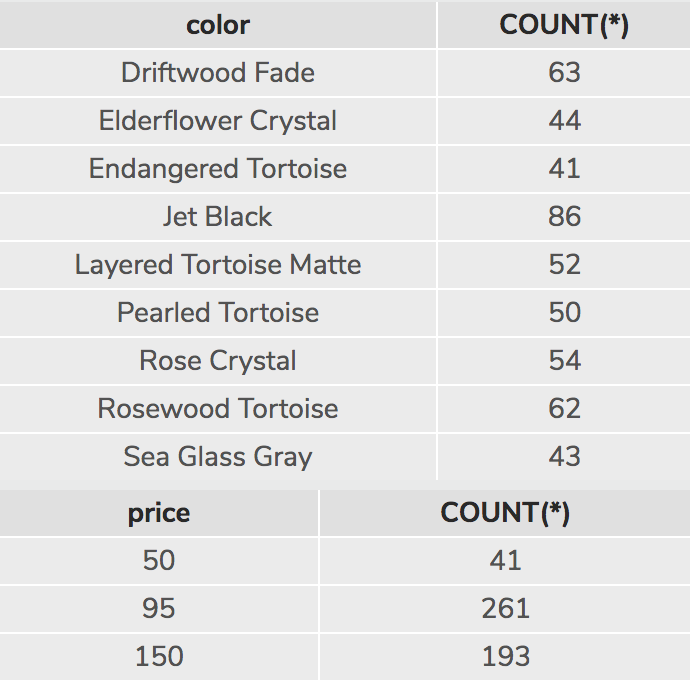 color COUNT(*)
Driftwood Fade 63
Elderflower Crystal 44
Endangered Tortoise 41
Jet Black 86
Layered Tortoise Matte 52
Pearled Tortoise 50
Rose Crystal 54
Rosewood Tortoise 62
Sea Glass Gray 43
price COUNT(*)
50 41
95 261
150 193